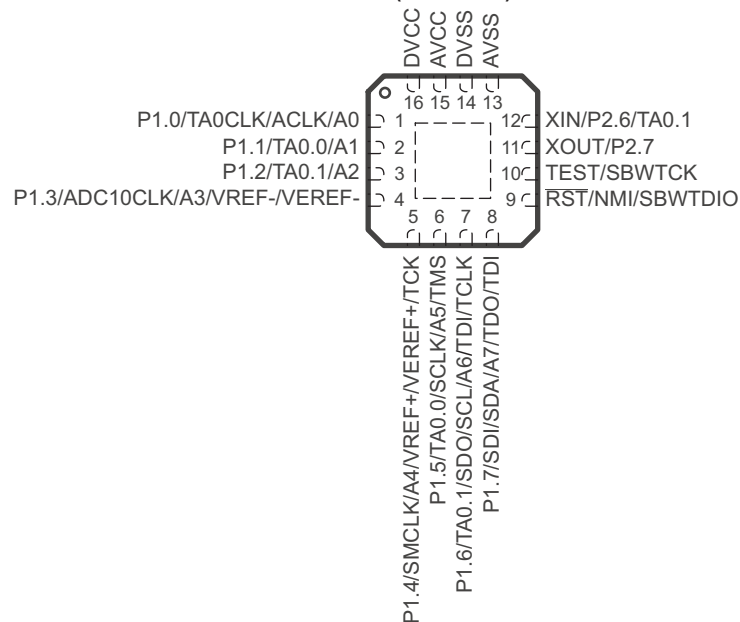 DVCC
AVCC
DVSS
AVSS
16 15 14 13
P1.0/TA0CLK/ACLK/A0 1
P1.1/TA0.0/A1 2
P1.2/TA0.1/A2 3
P1.3/ADC10CLK/A3/VREF-/VEREF- 4
12 XIN/P2.6/TA0.1
11 XOUT/P2.7
10 TEST/SBWTCK
9 RST/NMI/SBWTDIO
5 6 7 8
P1.4/SMCLK/A4/VREF+/VEREF+/TCK
P1.5/TA0.0/SCLK/A5/TMS
P1.6/TA0.1/SDO/SCL/A6/TDI/TCLK
P1.7/SDI/SDA/A7/TDO/TDI